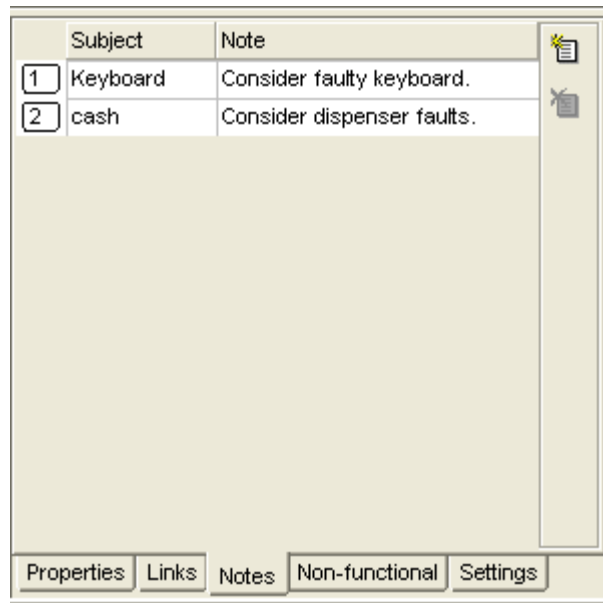 Subject Note
1 Keyboard Consider faulty keyboard.
2 cash Consider dispenser faults.
Properties Links Notes Non-functional Settings